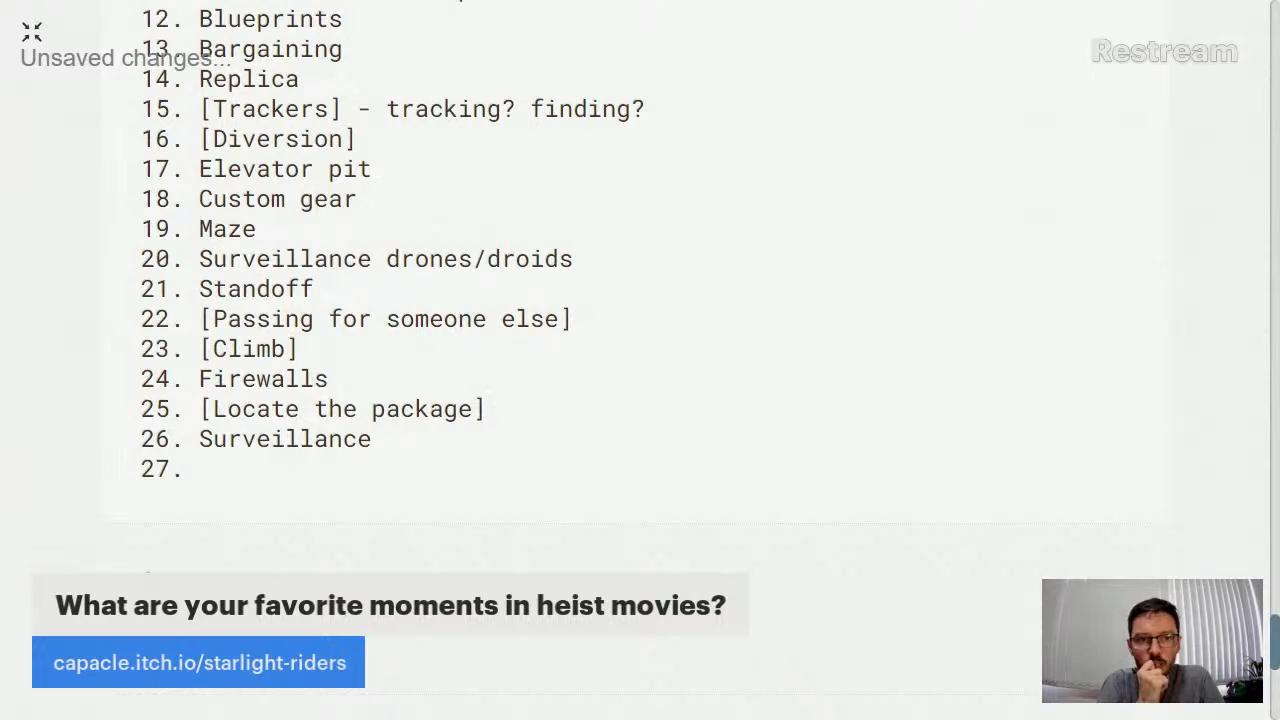 12. Blueprints
Unsaved changes...
13. Bargaining
Restream
14. Replica
15. [Trackers] - tracking? finding?
16. [Diversion]
17. Elevator pit
18. Custom gear
19. Maze
20. Surveillance drones/droids
21. Standoff
22. [Passing for someone else]
23. [Climb]
24. Firewalls
25. [Locate the package]
26. Surveillance
27.
What are your favorite moments in heist movies?
capacle.itch.io/starlight-riders